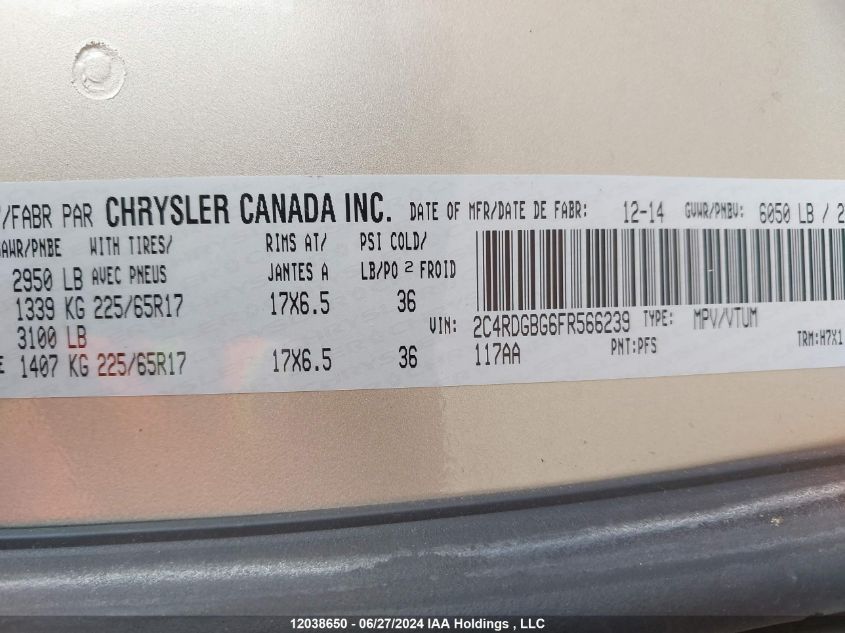 /FABR PAR CHRYSLER CANADA INC. DATE OF MFR/DATE DE FABR: 12-14 GVWR/PNBV: 6050 LB / 2
GAWR/PNBE WITH TIRES/ RIMS AT/ PSI COLD/
2950 LB AVEC PNEUS JANTES A LB/PO 2 FROID
1339 KG 225/65R17 17X6.5 36
3100 LB VIN: 2C4RDGBG6FR566239 TYPE: MPV/VTUM
E 1407 KG 225/65R17 17X6.5 36 117AA PNT:PFS TRM:H7X1
12038650 - 06/27/2024 IAA Holdings , LLC